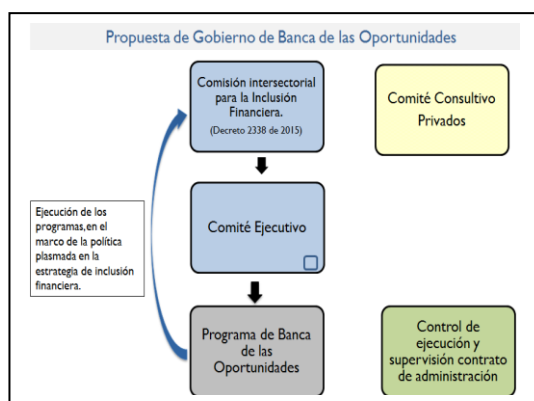 Propuesta de Gobierno de Banca de las Oportunidades
Comisión intersectorial
para la Inclusión
Financiera.
(Decreto 2338 de 2015)
Comité Consultivo
Privados
Ejecución de los
programas, en el
marco de la política
plasmada en la
estrategia de inclusión
financiera.
Comité Ejecutivo
Programa de Banca
de las
Oportunidades
Control de
ejecución y
supervisión contrato
de administración